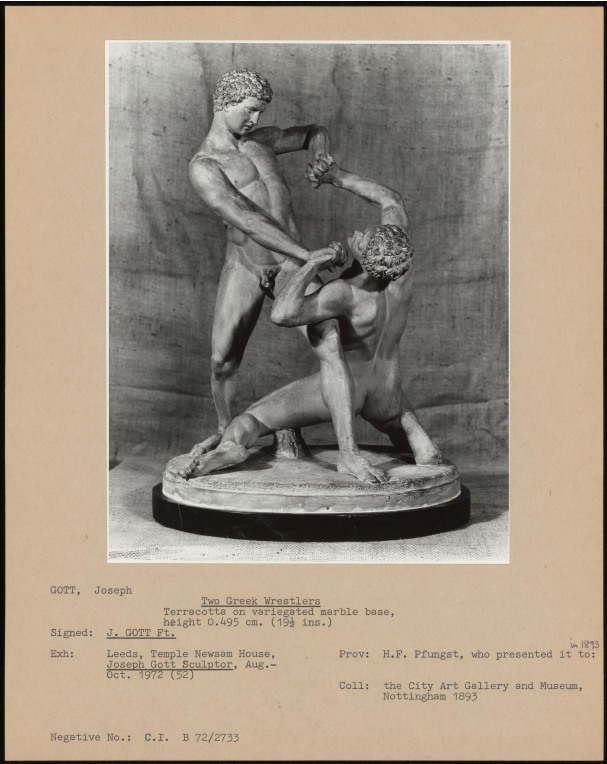 GOTT, Joseph
Two Greek Wrestlers
Terracotta on variegated marble base,
height 0.495 cm. (19½ ins.)
Signed: J. GOTT Ft.
Exh: Leeds, Temple Newsam House,
Joseph Gott Sculptor, Aug.-
Oct. 1972 (52)
in 1893
Prov: H.F. Pfungst, who presented it to:
Coll: the City Art Gallery and Museum,
Nottingham 1893
Negative No.: C.I. B 72/2733